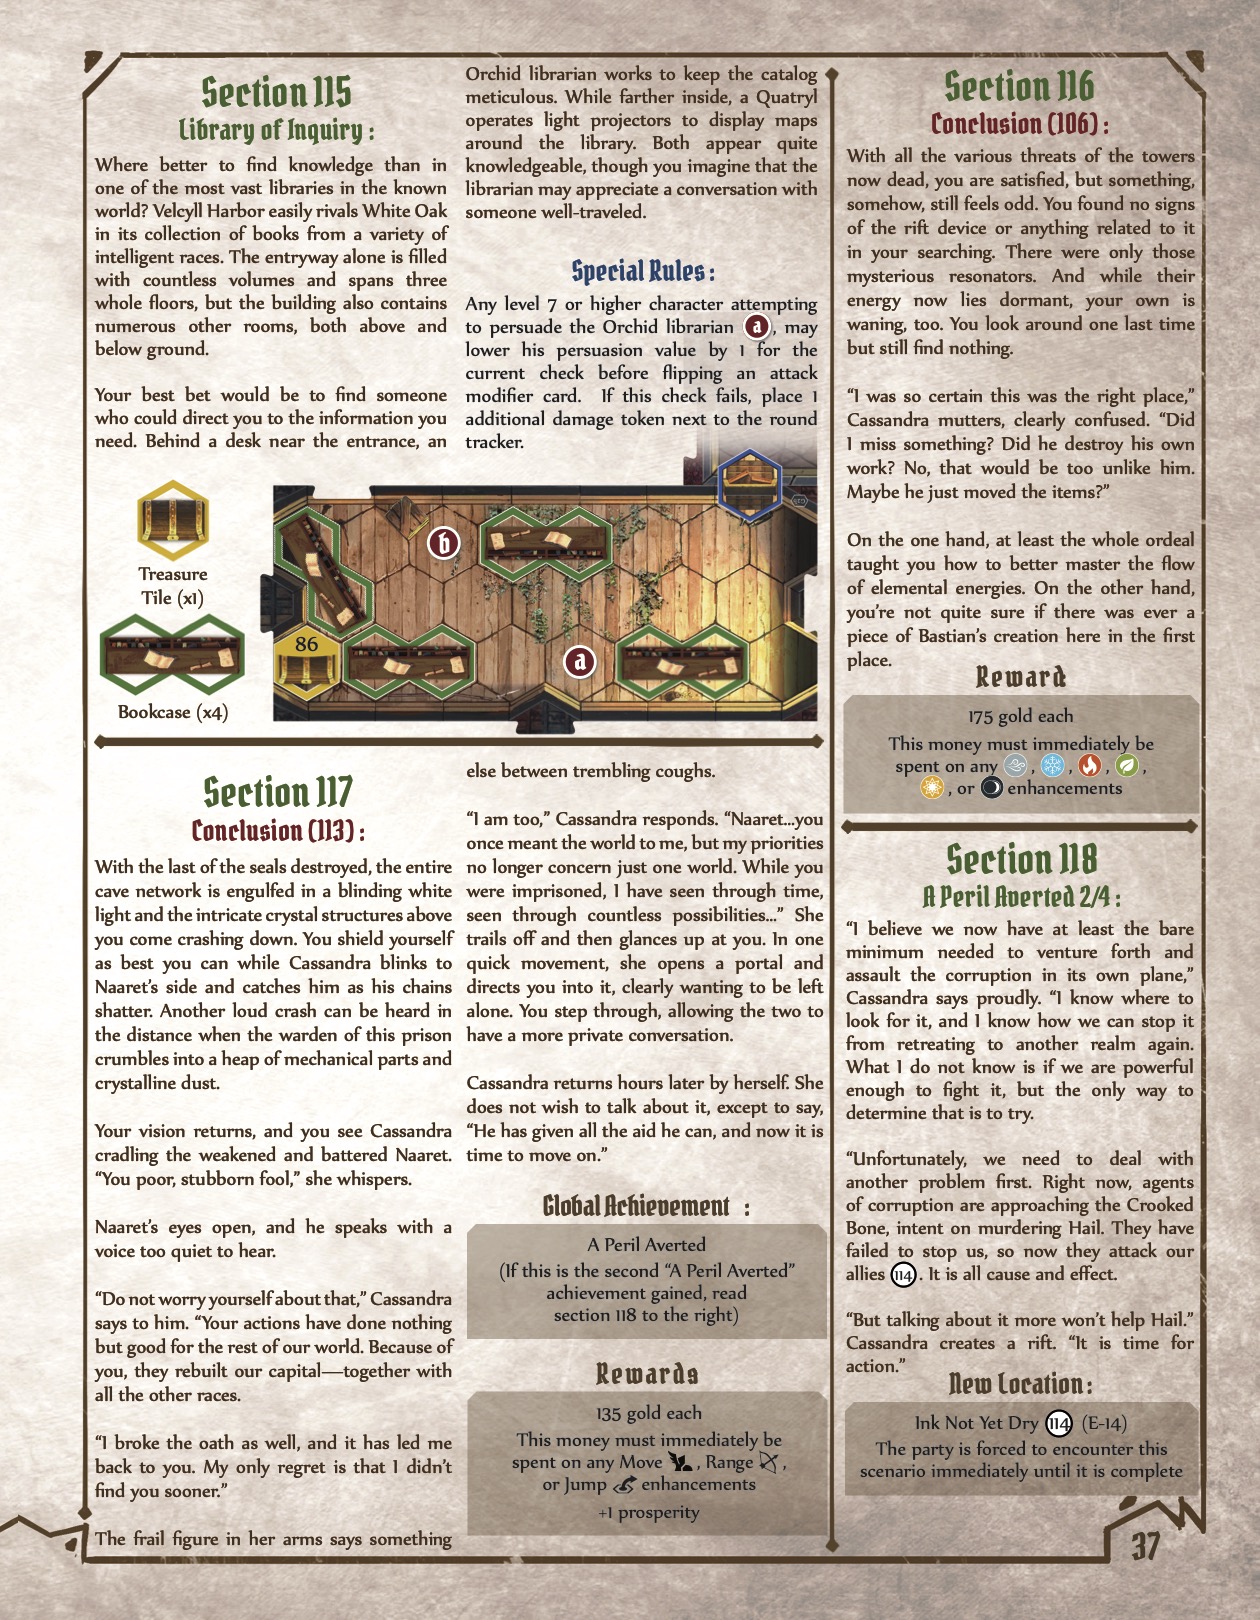 Section 115
Library of Inquiry :
Where better to find knowledge than in
one of the most vast libraries in the known
world? Velcyll Harbor easily rivals White Oak
in its collection of books from a variety of
intelligent races. The entryway alone is filled
with countless volumes and spans three
whole floors, but the building also contains
numerous other rooms, both above and
below ground.
Your best bet would be to find someone
who could direct you to the information you
need. Behind a desk near the entrance, an
Orchid librarian works to keep the catalog
meticulous. While farther inside, a Quatryl
operates light projectors to display maps
around the library. Both appear quite
knowledgeable, though you imagine that the
librarian may appreciate a conversation with
someone well-traveled.
Special Rules :
Any level 7 or higher character attempting
to persuade the Orchid librarian a, may
lower his persuasion value by 1 for the
current check before flipping an attack
modifier card. If this check fails, place 1
additional damage token next to the round
tracker.
Treasure
Tile (x1)
Bookcase (x4)
b
86
a
Section 117
Conclusion (113) :
With the last of the seals destroyed, the entire
cave network is engulfed in a blinding white
light and the intricate crystal structures above
you come crashing down. You shield yourself
as best you can while Cassandra blinks to
Naaret's side and catches him as his chains
shatter. Another loud crash can be heard in
the distance when the warden of this prison
crumbles into a heap of mechanical parts and
crystalline dust.
Your vision returns, and you see Cassandra
cradling the weakened and battered Naaret.
“You poor, stubborn fool,” she whispers.
Naaret's eyes open, and he speaks with a
voice too quiet to hear.
“Do not worry yourself about that,” Cassandra
says to him. “Your actions have done nothing
but good for the rest of our world. Because of
you, they rebuilt our capital—together with
all the other races.
“I broke the oath as well, and it has led me
back to you. My only regret is that I didn't
find you sooner.”
The frail figure in her arms says something
else between trembling coughs.
“I am too,” Cassandra responds. “Naaret...you
once meant the world to me, but my priorities
no longer concern just one world. While you
were imprisoned, I have seen through time,
seen through countless possibilities...” She
trails off and then glances up at you. In one
quick movement, she opens a portal and
directs you into it, clearly wanting to be left
alone. You step through, allowing the two to
have a more private conversation.
Cassandra returns hours later by herself. She
does not wish to talk about it, except to say,
“He has given all the aid he can, and now it is
time to move on.”
Global Achievement :
A Peril Averted
(If this is the second “A Peril Averted”
achievement gained, read
section 118 to the right)
Rewards
135 gold each
This money must immediately be
spent on any Move , Range ,
or Jump enhancements
+1 prosperity
Section 116
Conclusion (106) :
With all the various threats of the towers
now dead, you are satisfied, but something,
somehow, still feels odd. You found no signs
of the rift device or anything related to it
in your searching. There were only those
mysterious resonators. And while their
energy now lies dormant, your own is
waning, too. You look around one last time
but still find nothing.
“I was so certain this was the right place,”
Cassandra mutters, clearly confused. “Did
I miss something? Did he destroy his own
work? No, that would be too unlike him.
Maybe he just moved the items?”
On the one hand, at least the whole ordeal
taught you how to better master the flow
of elemental energies. On the other hand,
you're not quite sure if there was ever a
piece of Bastian's creation here in the first
place.
Reward
175 gold each
This money must immediately be
spent on any , , , ,
, or enhancements
Section 118
A Peril Averted 2/4 :
“I believe we now have at least the bare
minimum needed to venture forth and
assault the corruption in its own plane,”
Cassandra says proudly. “I know where to
look for it, and I know how we can stop it
from retreating to another realm again.
What I do not know is if we are powerful
enough to fight it, but the only way to
determine that is to try.
“Unfortunately, we need to deal with
another problem first. Right now, agents
of corruption are approaching the Crooked
Bone, intent on murdering Hail. They have
failed to stop us, so now they attack our
allies 114. It is all cause and effect.
“But talking about it more won't help Hail.”
Cassandra creates a rift. “It is time for
action.”
New Location :
Ink Not Yet Dry 114 (E-14)
The party is forced to encounter this
scenario immediately until it is complete
37